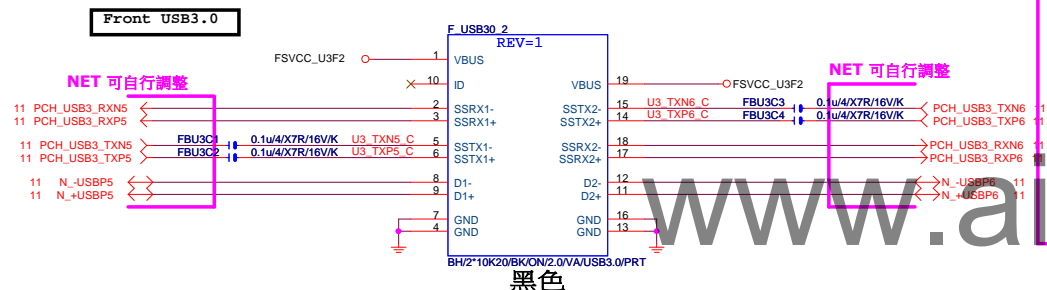 Front USB3.0
F_USB30_2
REV=1
FSVCC_U3F2 1 VBUS
10 ID
VBUS 19 FSVCC_U3F2
NET 可自行調整
NET 可自行調整
11 PCH_USB3_RXN5 2 SSRX1-
11 PCH_USB3_RXP5 3 SSRX1+
SSTX2- 15 U3_TXN6_C FBU3C3 0.1u/4/X7R/16V/K PCH_USB3_TXN6 11
SSTX2+ 14 U3_TXP6_C FBU3C4 0.1u/4/X7R/16V/K PCH_USB3_TXP6 11
11 PCH_USB3_TXN5 FBU3C1 0.1u/4/X7R/16V/K U3_TXN5_C 5 SSTX1-
11 PCH_USB3_TXP5 FBU3C2 0.1u/4/X7R/16V/K U3_TXP5_C 6 SSTX1+
SSRX2- 18 PCH_USB3_RXN6 11
SSRX2+ 17 PCH_USB3_RXP6 11
11 N_-USBP5 8 D1-
11 N_+USBP5 9 D1+
D2- 12 N_-USBP6 11
D2+ 11 N_+USBP6 11
7 GND
4 GND
GND 16
GND 13
www.ai
BH/2*10K20/BK/ON/2.0/VA/USB3.0/PRT
黑色